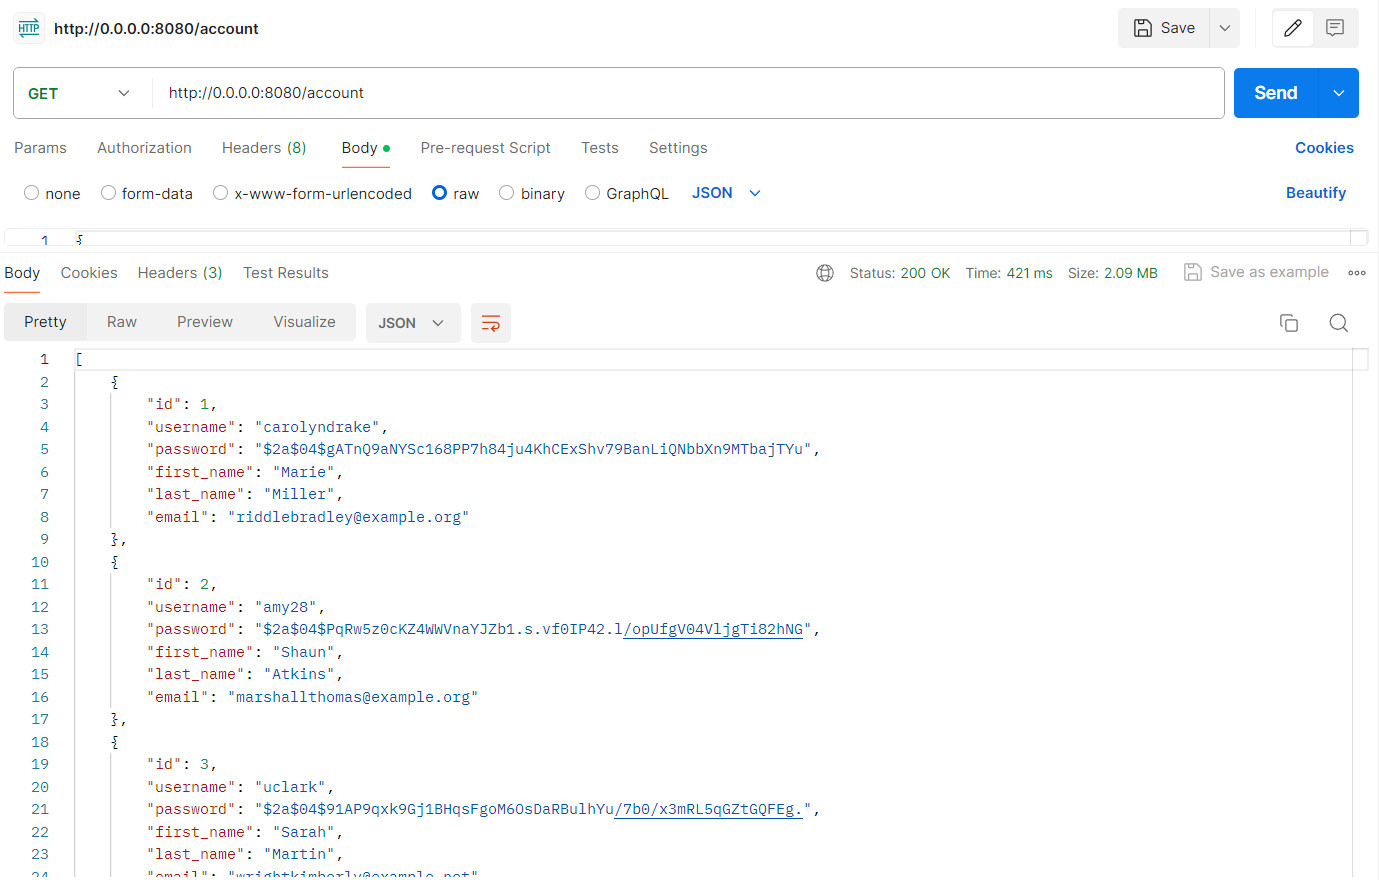 HTTP http://0.0.0.0:8080/account Save
GET http://0.0.0.0:8080/account Send
Params Authorization Headers (8) Body Pre-request Script Tests Settings Cookies
none form-data x-www-form-urlencoded raw binary GraphQL JSON Beautify
1 {
Body Cookies Headers (3) Test Results Status: 200 OK Time: 421 ms Size: 2.09 MB Save as example
Pretty Raw Preview Visualize JSON
1 [
2 {
3 "id": 1,
4 "username": "carolyndrake",
5 "password": "$2a$04$gATnQ9aNYSc168PP7h84ju4KhCExShv79BanLiQNbbXn9MTbajTYu",
6 "first_name": "Marie",
7 "last_name": "Miller",
8 "email": "riddlebradley@example.org"
9 },
10 {
11 "id": 2,
12 "username": "amy28",
13 "password": "$2a$04$PqRw5z0cKZ4WWVnaYJZb1.s.vf0IP42.l/opUfgV04VljgTi82hNG",
14 "first_name": "Shaun",
15 "last_name": "Atkins",
16 "email": "marshallthomas@example.org"
17 },
18 {
19 "id": 3,
20 "username": "uclark",
21 "password": "$2a$04$91AP9qxk9Gj1BHqsFgoM6OsDaRBulhYu/7b0/x3mRL5qGZtGQFEg.",
22 "first_name": "Sarah",
23 "last_name": "Martin",
24 "email": "wrightkimberly@example.net"